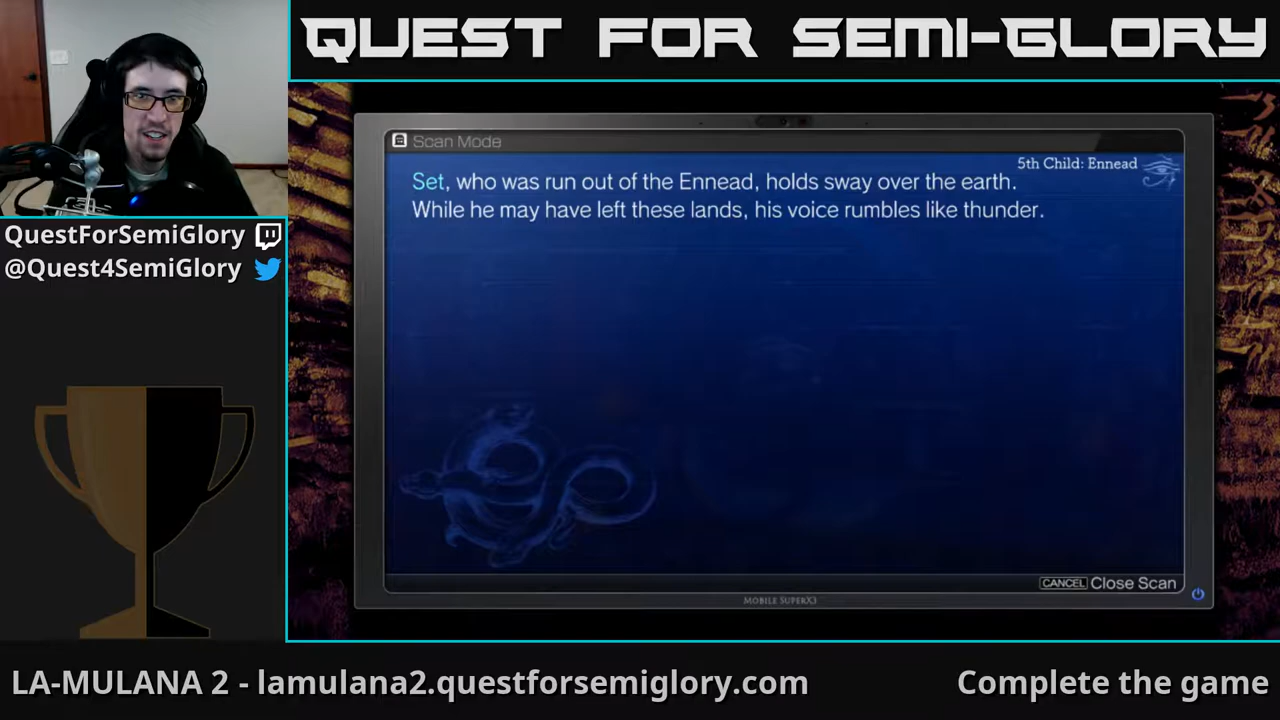 QUEST FOR SEMI-GLORY
Scan Mode
5th Child: Ennead
Set, who was run out of the Ennead, holds sway over the earth.
While he may have left these lands, his voice rumbles like thunder.
QuestForSemiGlory
@Quest4SemiGlory
CANCEL Close Scan
MOBILE SUPERX3
LA-MULANA 2 - lamulana2.questforsemiglory.com
Complete the game